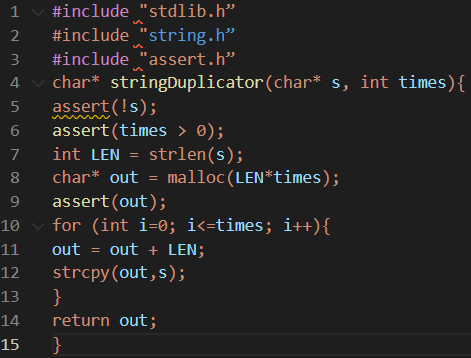 1 #include "stdlib.h”
2 #include "string.h”
3 #include "assert.h”
4 char* stringDuplicator(char* s, int times){
5 assert(!s);
6 assert(times > 0);
7 int LEN = strlen(s);
8 char* out = malloc(LEN*times);
9 assert(out);
10 for (int i=0; i<=times; i++){
11 out = out + LEN;
12 strcpy(out,s);
13 }
14 return out;
15 }